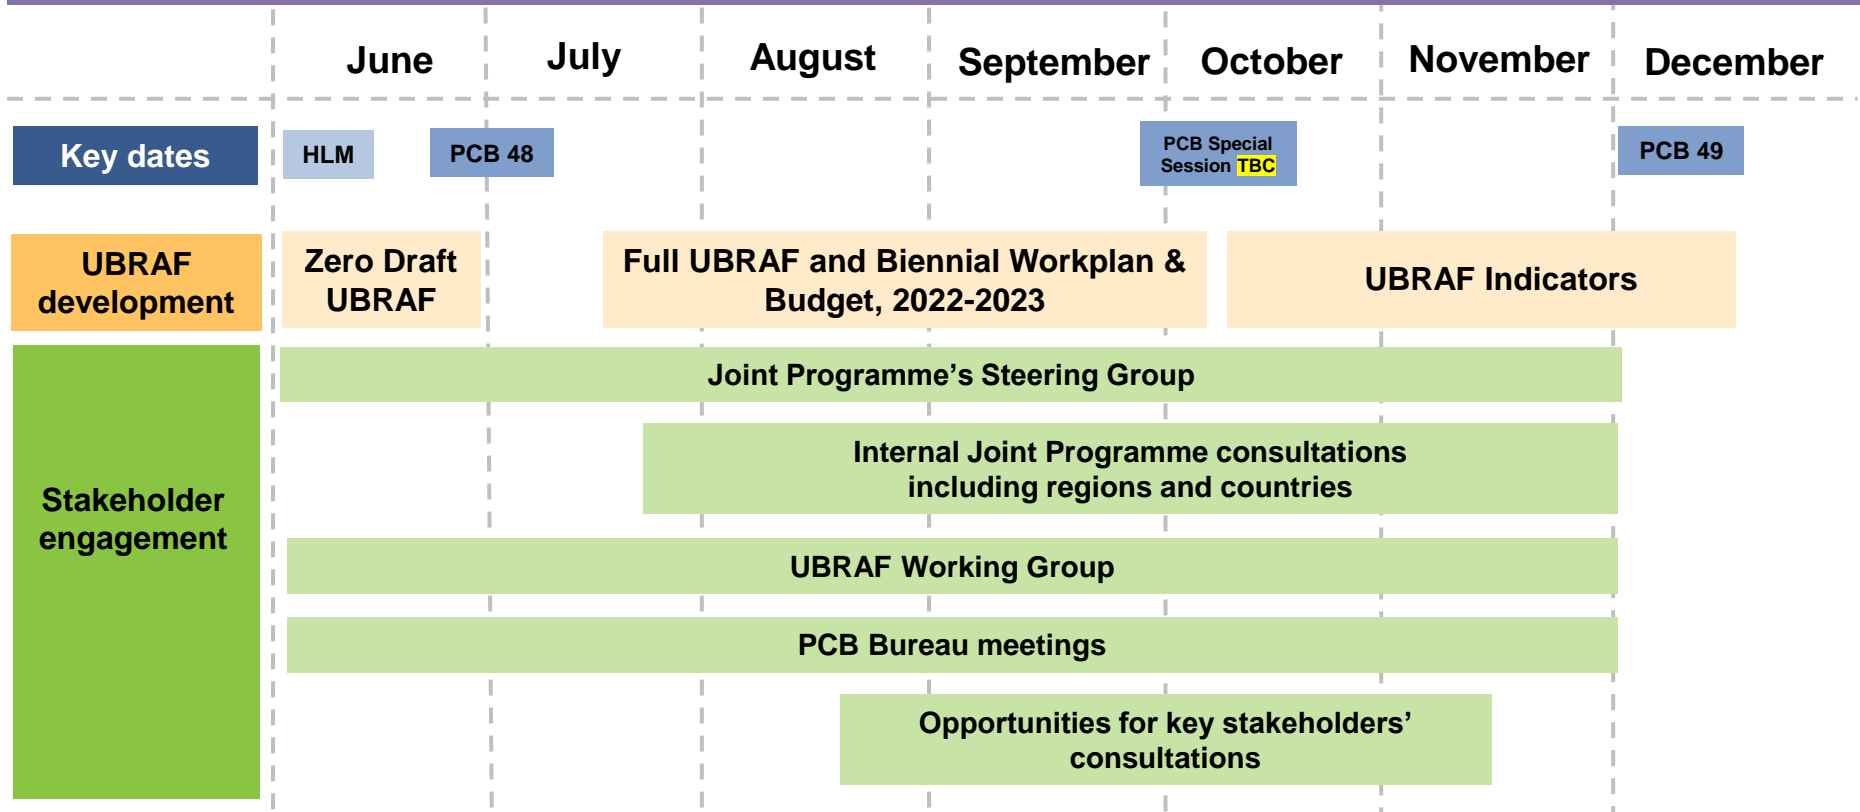 June
July
August
September
October
November
December
Key dates
HLM
PCB 48
PCB Special
Session TBC
PCB 49
UBRAF
development
Zero Draft
UBRAF
Full UBRAF and Biennial Workplan &
Budget, 2022-2023
UBRAF Indicators
Stakeholder
engagement
Joint Programme’s Steering Group
Internal Joint Programme consultations
including regions and countries
UBRAF Working Group
PCB Bureau meetings
Opportunities for key stakeholders’
consultations